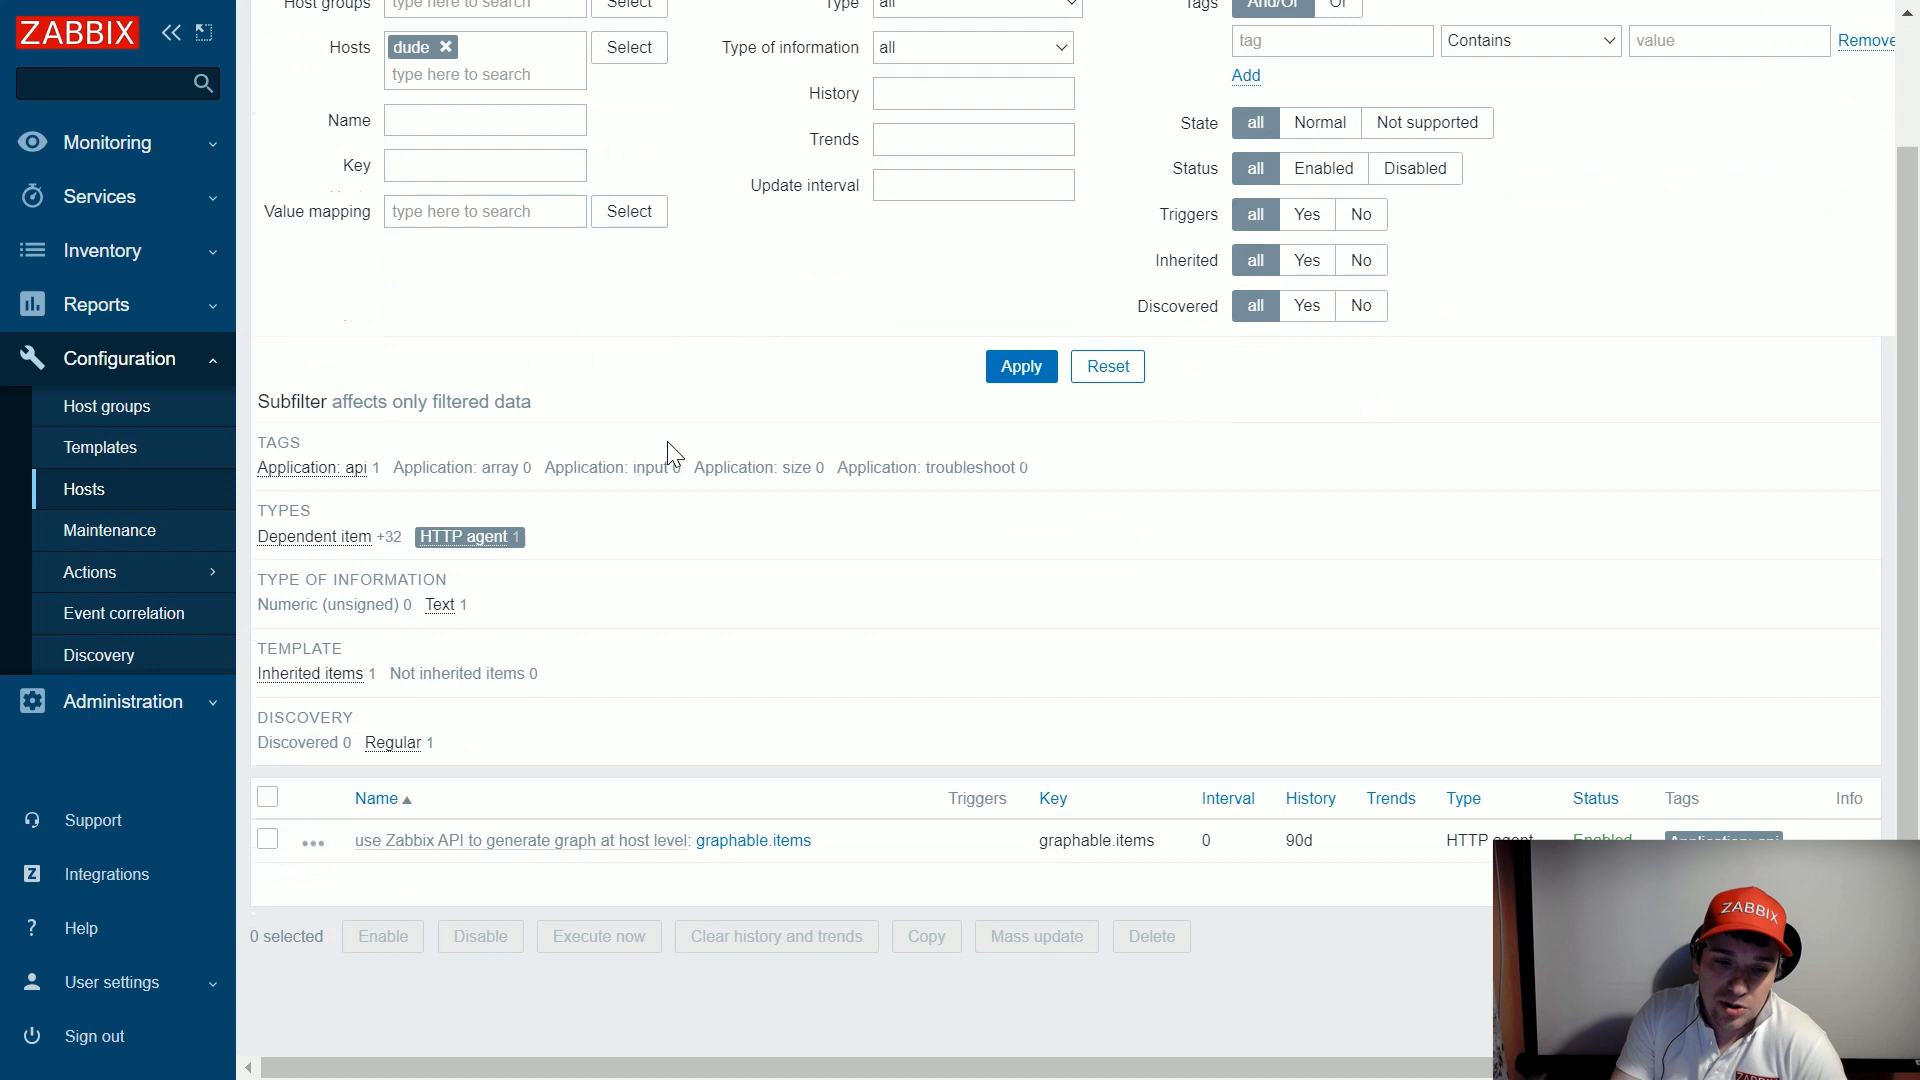 ZABBIX
Host groups type here to search Select
Type all
Tags And/Or Or
Hosts dude type here to search Select
Type of information all
tag Contains value Remove
Add
Name
History
State all Normal Not supported
Key
Trends
Status all Enabled Disabled
Value mapping type here to search Select
Update interval
Triggers all Yes No
Inherited all Yes No
Discovered all Yes No
Apply Reset
Monitoring
Services
Inventory
Reports
Configuration
Host groups
Templates
Hosts
Maintenance
Actions
Event correlation
Discovery
Administration
Support
Integrations
Help
User settings
Sign out
Subfilter affects only filtered data
TAGS
Application: api 1 Application: array 0 Application: input 0 Application: size 0 Application: troubleshoot 0
TYPES
Dependent item +32 HTTP agent 1
TYPE OF INFORMATION
Numeric (unsigned) 0 Text 1
TEMPLATE
Inherited items 1 Not inherited items 0
DISCOVERY
Discovered 0 Regular 1
Name Triggers Key Interval History Trends Type Status Tags Info
use Zabbix API to generate graph at host level: graphable.items graphable.items 0 90d HTTP agent Enabled Application: api
0 selected Enable Disable Execute now Clear history and trends Copy Mass update Delete
ZABBIX